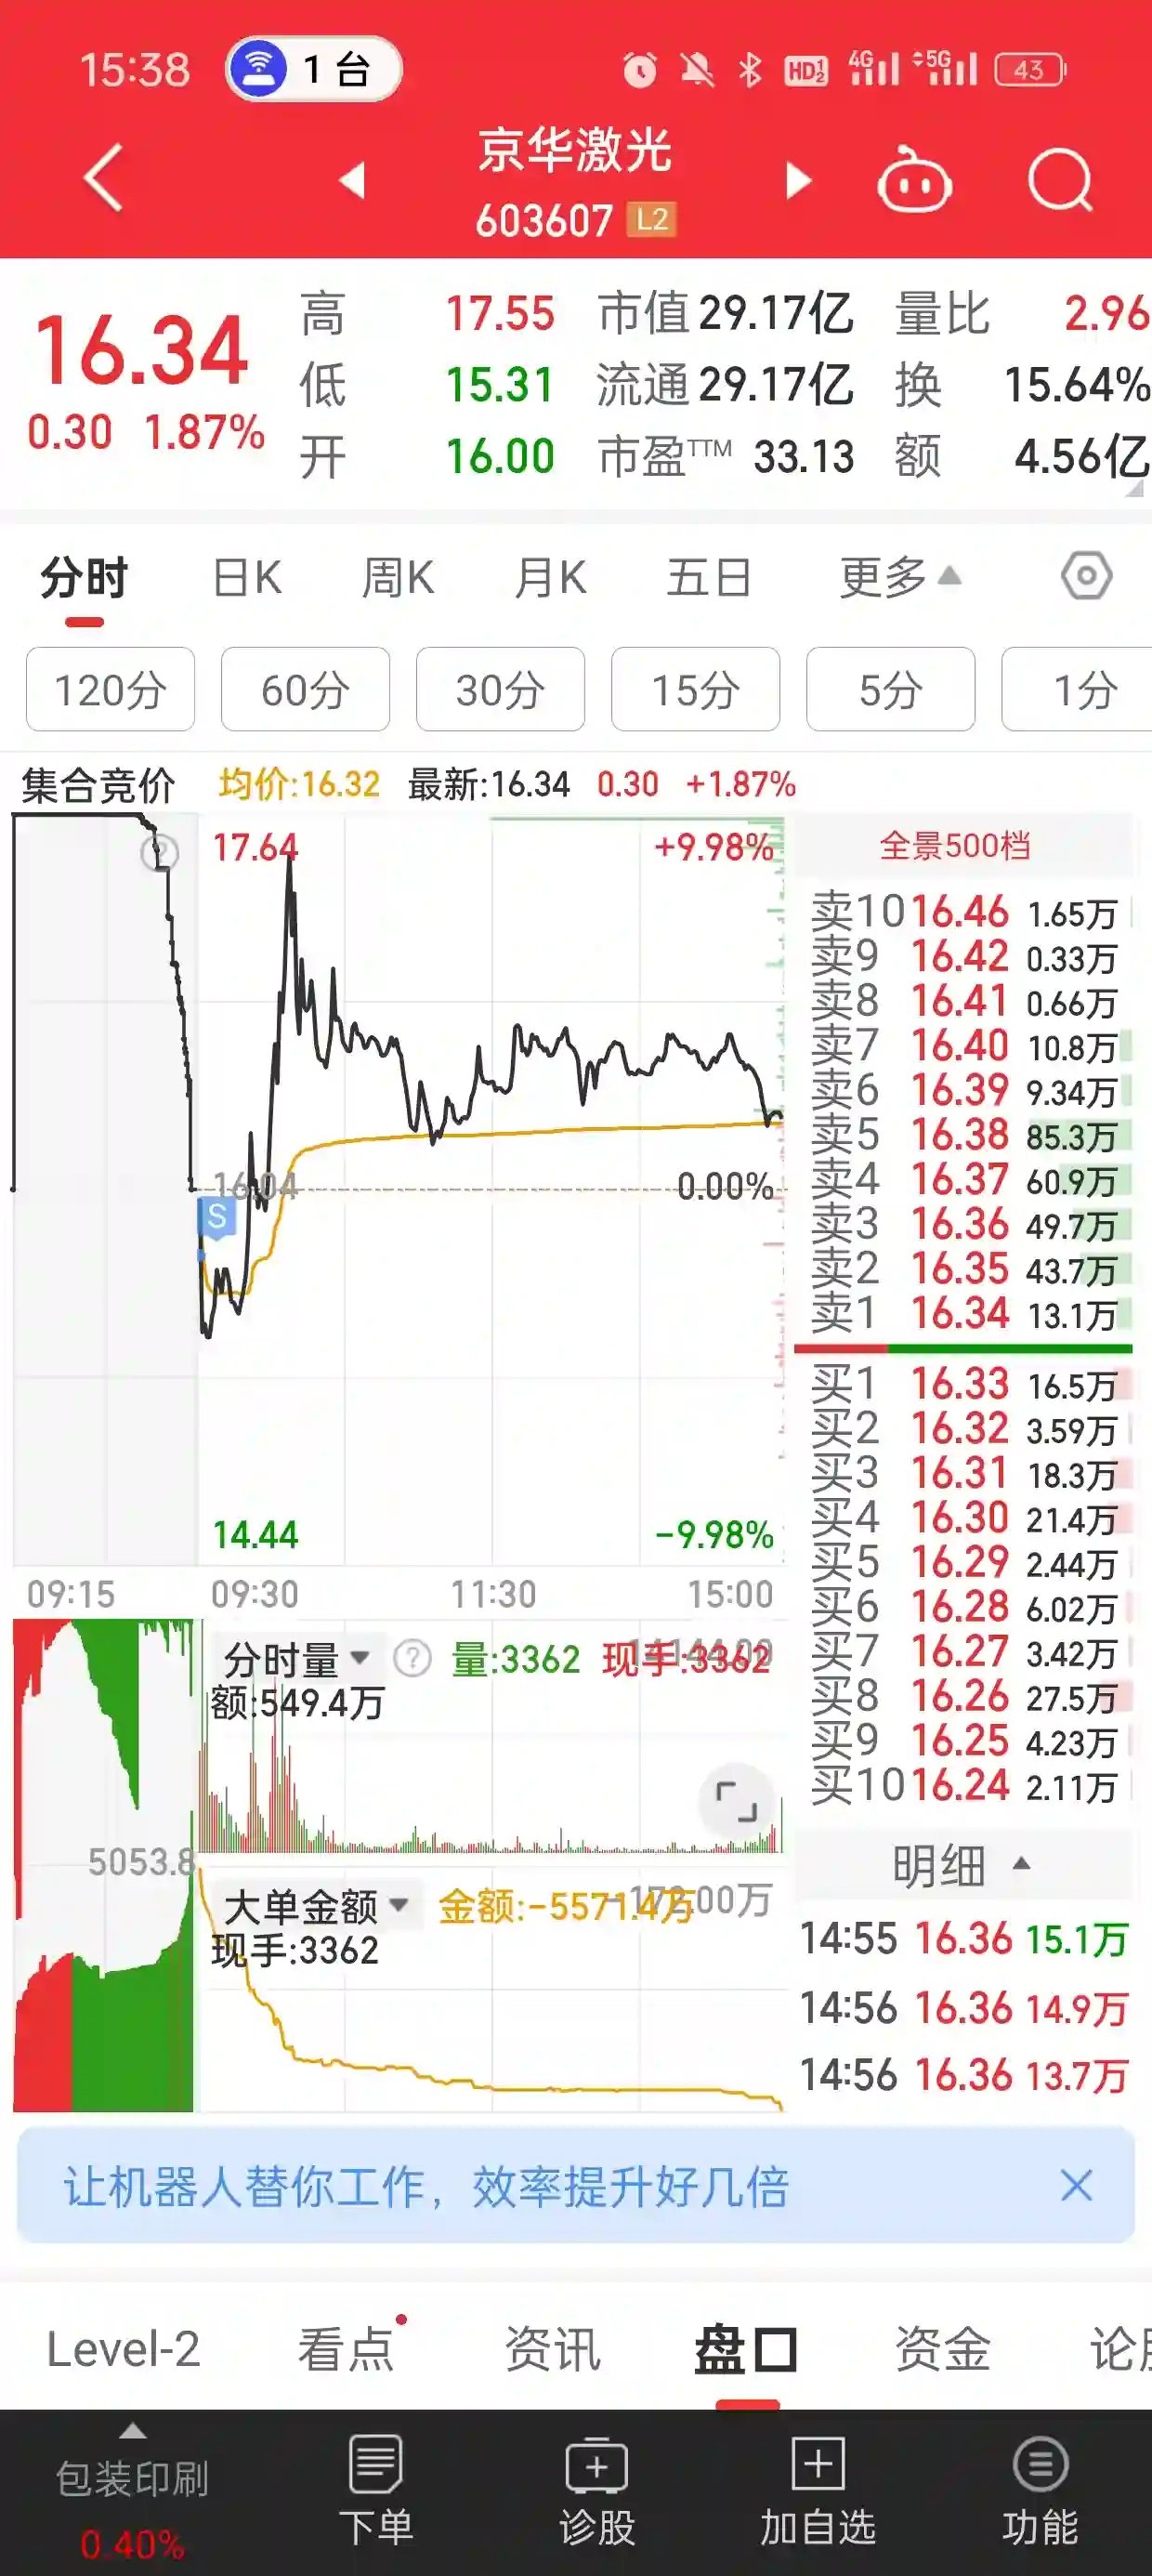 15:38 1 台 HD 1 2 4G 5G 43
京华激光
603607 L2
16.34
0.30 1.87%
高 17.55 市值 29.17亿 量比 2.96
低 15.31 流通 29.17亿 换 15.64%
开 16.00 市盈TTM 33.13 额 4.56亿
分时 日K 周K 月K 五日 更多
120分 60分 30分 15分 5分 1分
集合竞价 均价:16.32 最新:16.34 0.30 +1.87%
17.64 +9.98%
16.04 0.00%
S
14.44 -9.98%
09:15 09:30 11:30 15:00
全景500档
卖10 16.46 1.65万
卖9 16.42 0.33万
卖8 16.41 0.66万
卖7 16.40 10.8万
卖6 16.39 9.34万
卖5 16.38 85.3万
卖4 16.37 60.9万
卖3 16.36 49.7万
卖2 16.35 43.7万
卖1 16.34 13.1万
买1 16.33 16.5万
买2 16.32 3.59万
买3 16.31 18.3万
买4 16.30 21.4万
买5 16.29 2.44万
买6 16.28 6.02万
买7 16.27 3.42万
买8 16.26 27.5万
买9 16.25 4.23万
买10 16.24 2.11万
分时量 ? 量:3362 现手:3362
额:549.4万
5053.8
大单金额 金额:-5571.4万
现手:3362
明细
14:55 16.36 15.1万
14:56 16.36 14.9万
14:56 16.36 13.7万
让机器人替你工作，效率提升好几倍
Level-2 看点 资讯 盘口 资金 论
包装印刷
0.40%
下单 诊股 加自选 功能